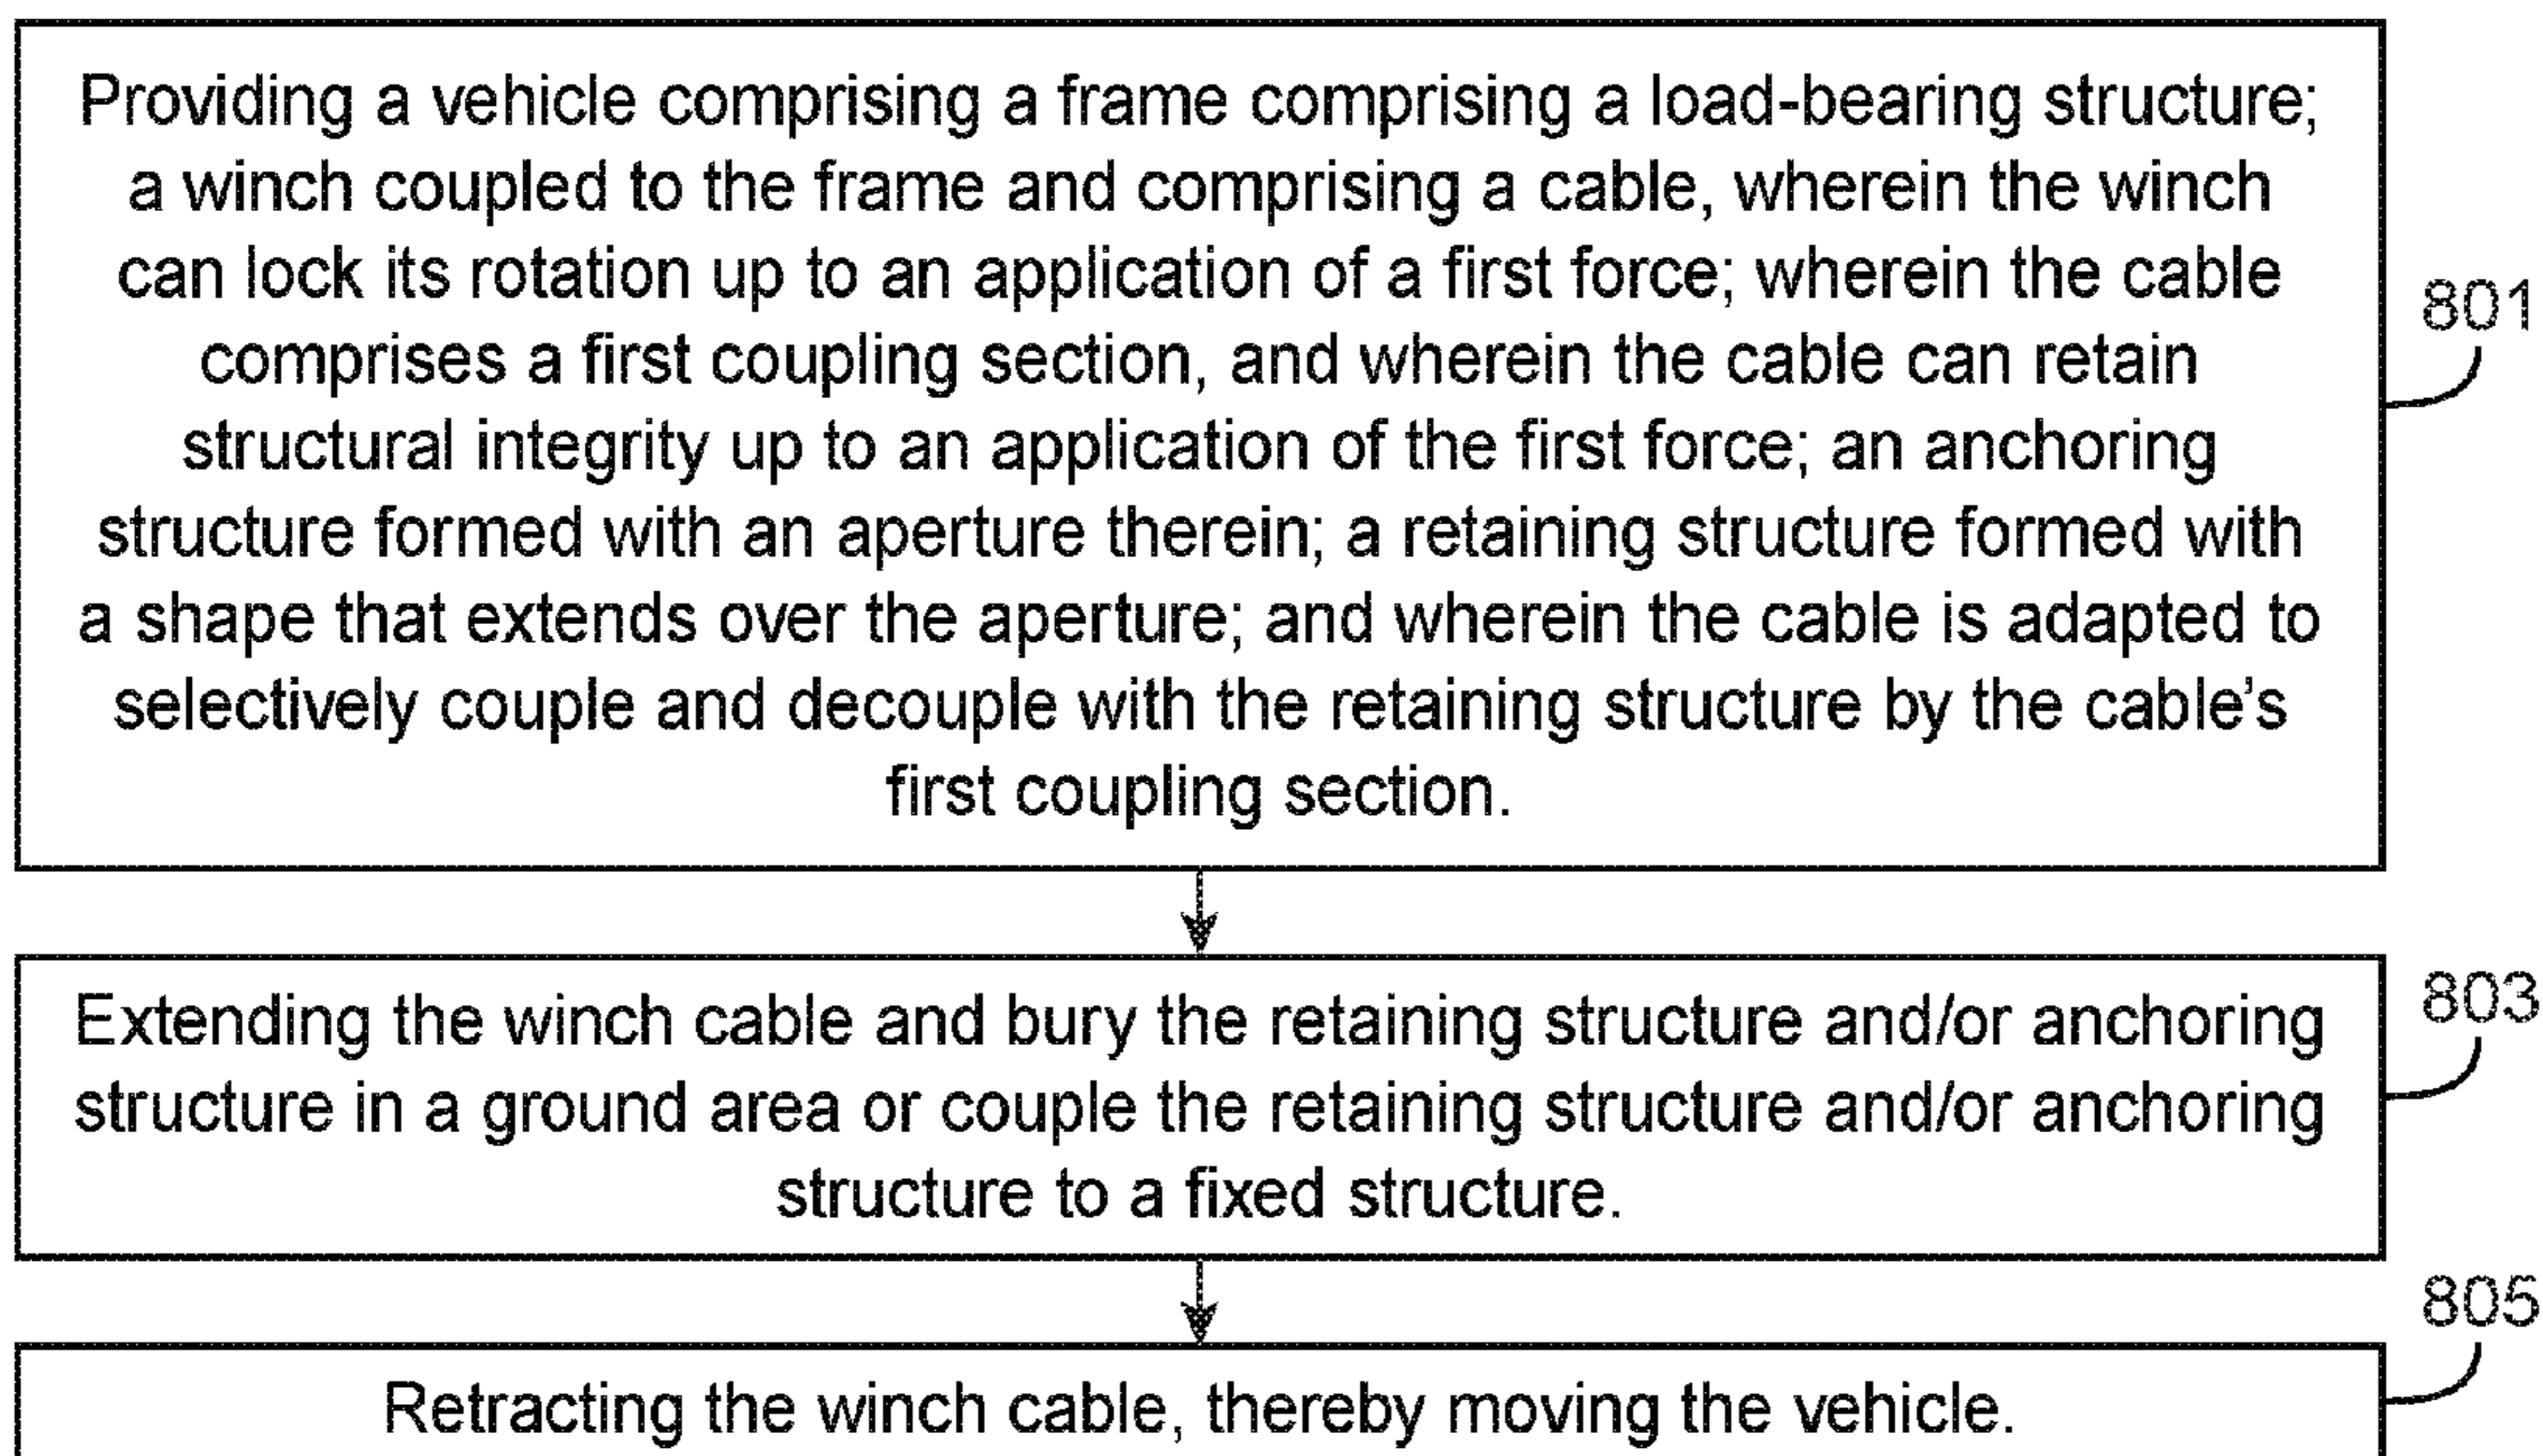 Providing a vehicle comprising a frame comprising a load-bearing structure;
a winch coupled to the frame and comprising a cable, wherein the winch
can lock its rotation up to an application of a first force; wherein the cable
comprises a first coupling section, and wherein the cable can retain
structural integrity up to an application of the first force; an anchoring
structure formed with an aperture therein; a retaining structure formed with
a shape that extends over the aperture; and wherein the cable is adapted to
selectively couple and decouple with the retaining structure by the cable’s
first coupling section.
801
Extending the winch cable and bury the retaining structure and/or anchoring
structure in a ground area or couple the retaining structure and/or anchoring
structure to a fixed structure.
803
Retracting the winch cable, thereby moving the vehicle.
805